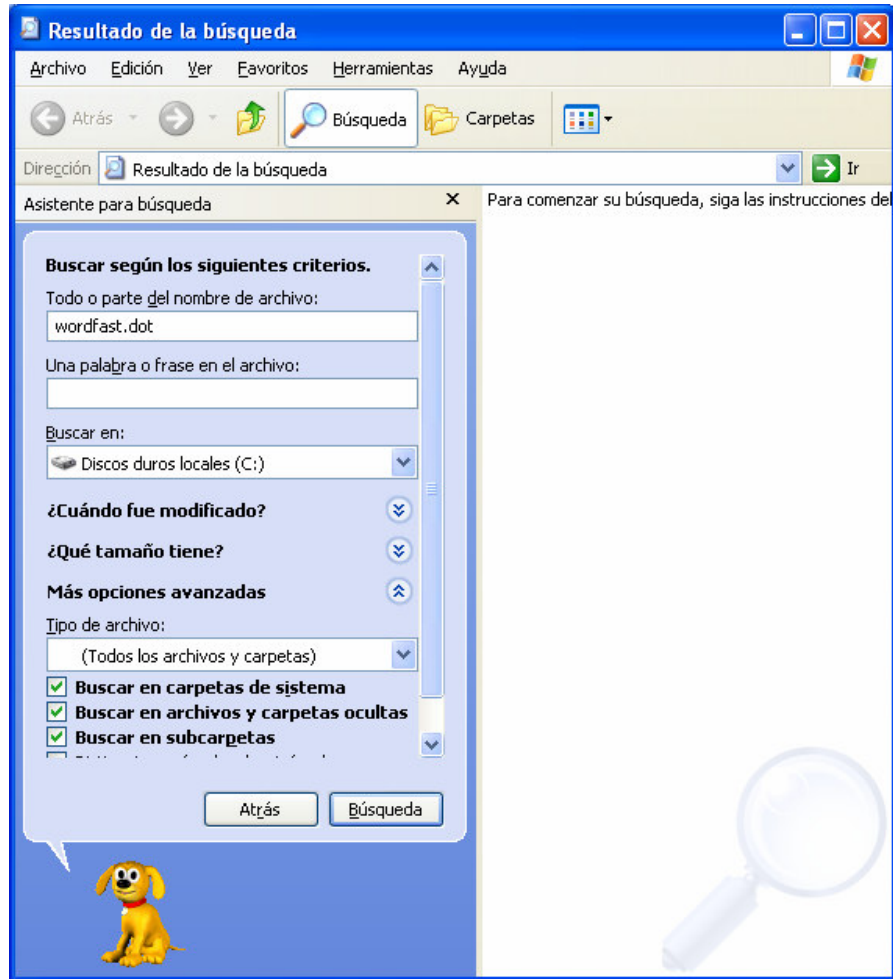 Resultado de la búsqueda
Archivo Edición Ver Favoritos Herramientas Ayuda
Atrás Búsqueda Carpetas
Dirección Resultado de la búsqueda Ir
Asistente para búsqueda
Para comenzar su búsqueda, siga las instrucciones del
Buscar según los siguientes criterios.
Todo o parte del nombre de archivo:
wordfast.dot
Una palabra o frase en el archivo:
Buscar en:
Discos duros locales (C:)
¿Cuándo fue modificado?
¿Qué tamaño tiene?
Más opciones avanzadas
Tipo de archivo:
(Todos los archivos y carpetas)
Buscar en carpetas de sistema
Buscar en archivos y carpetas ocultas
Buscar en subcarpetas
Atrás Búsqueda